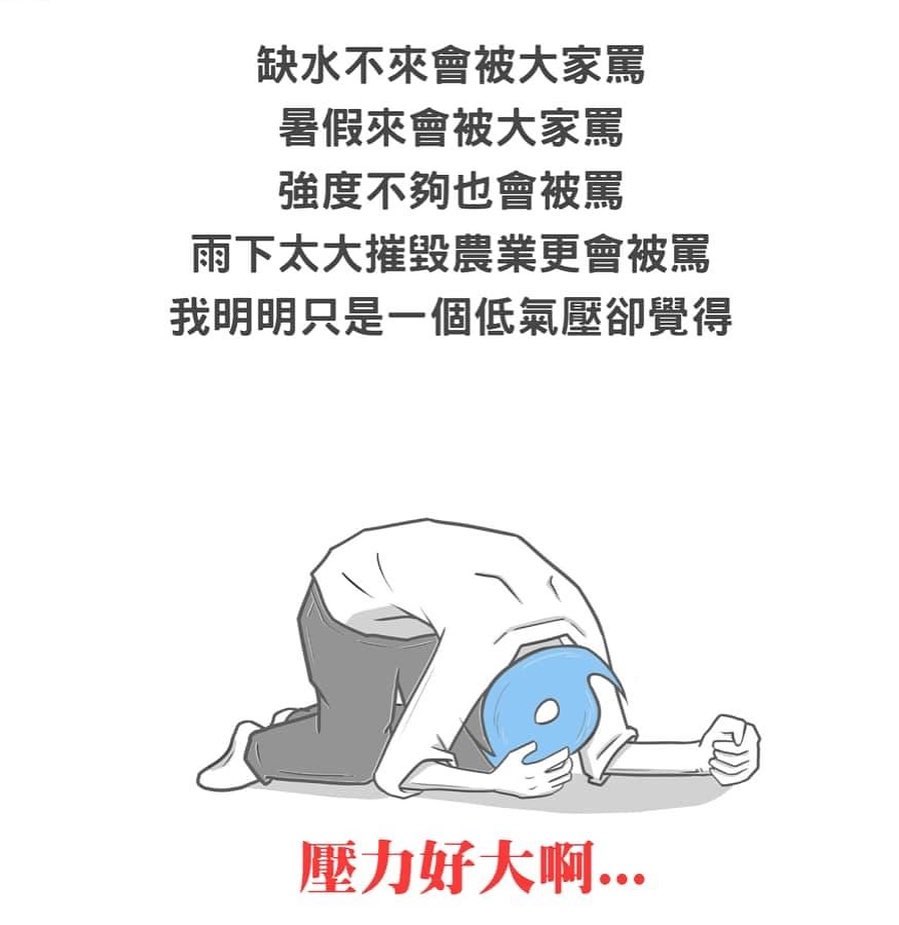 缺水不來會被大家罵
暑假來會被大家罵
強度不夠也會被罵
雨下太大摧毀農業更會被罵
我明明只是一個低氣壓卻覺得
壓力好大啊...